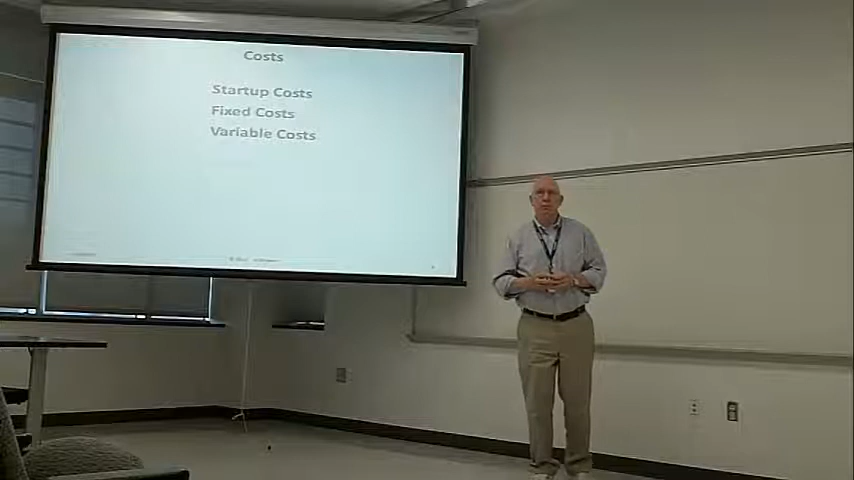 Costs
Startup Costs
Fixed Costs
Variable Costs